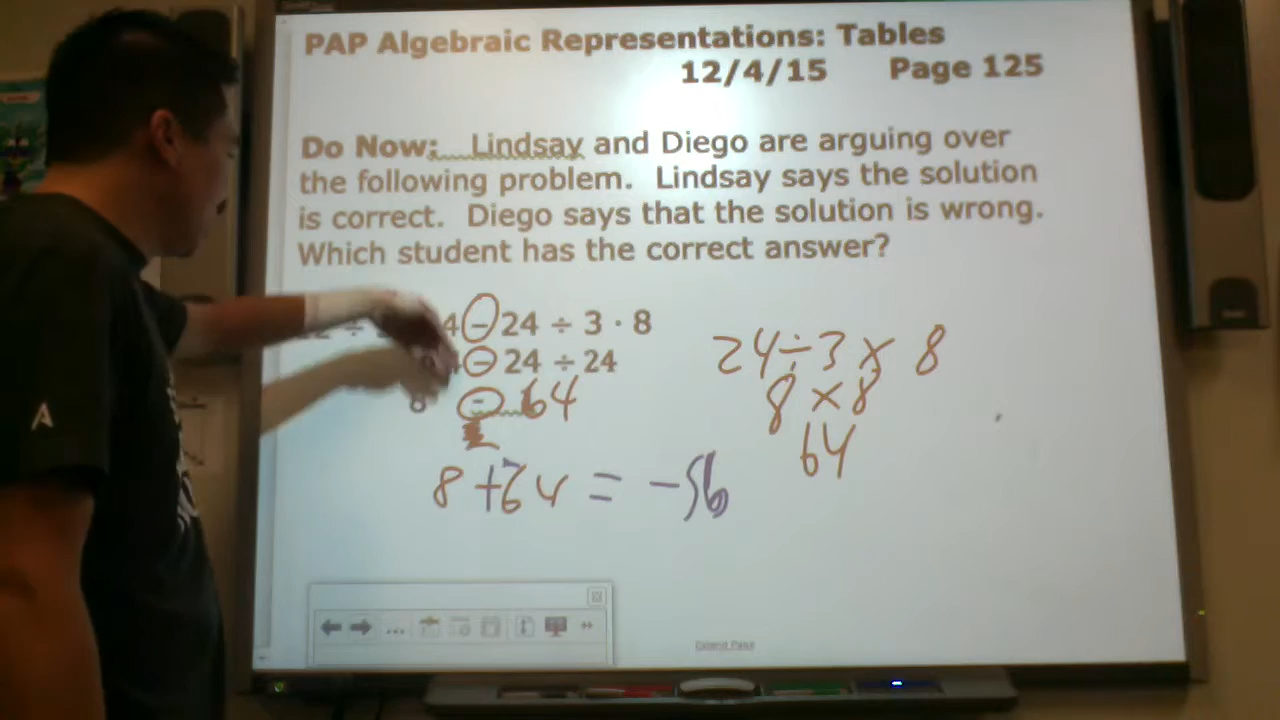 PAP Algebraic Representations: Tables
12/4/15 Page 125
Do Now: Lindsay and Diego are arguing over
the following problem. Lindsay says the solution
is correct. Diego says that the solution is wrong.
Which student has the correct answer?
4 - 24 ÷ 3 · 8
- 24 ÷ 24
8 - 64
8 + -64 = -56
24 ÷ 3 x 8
8 x 8
64
Extend Page
A